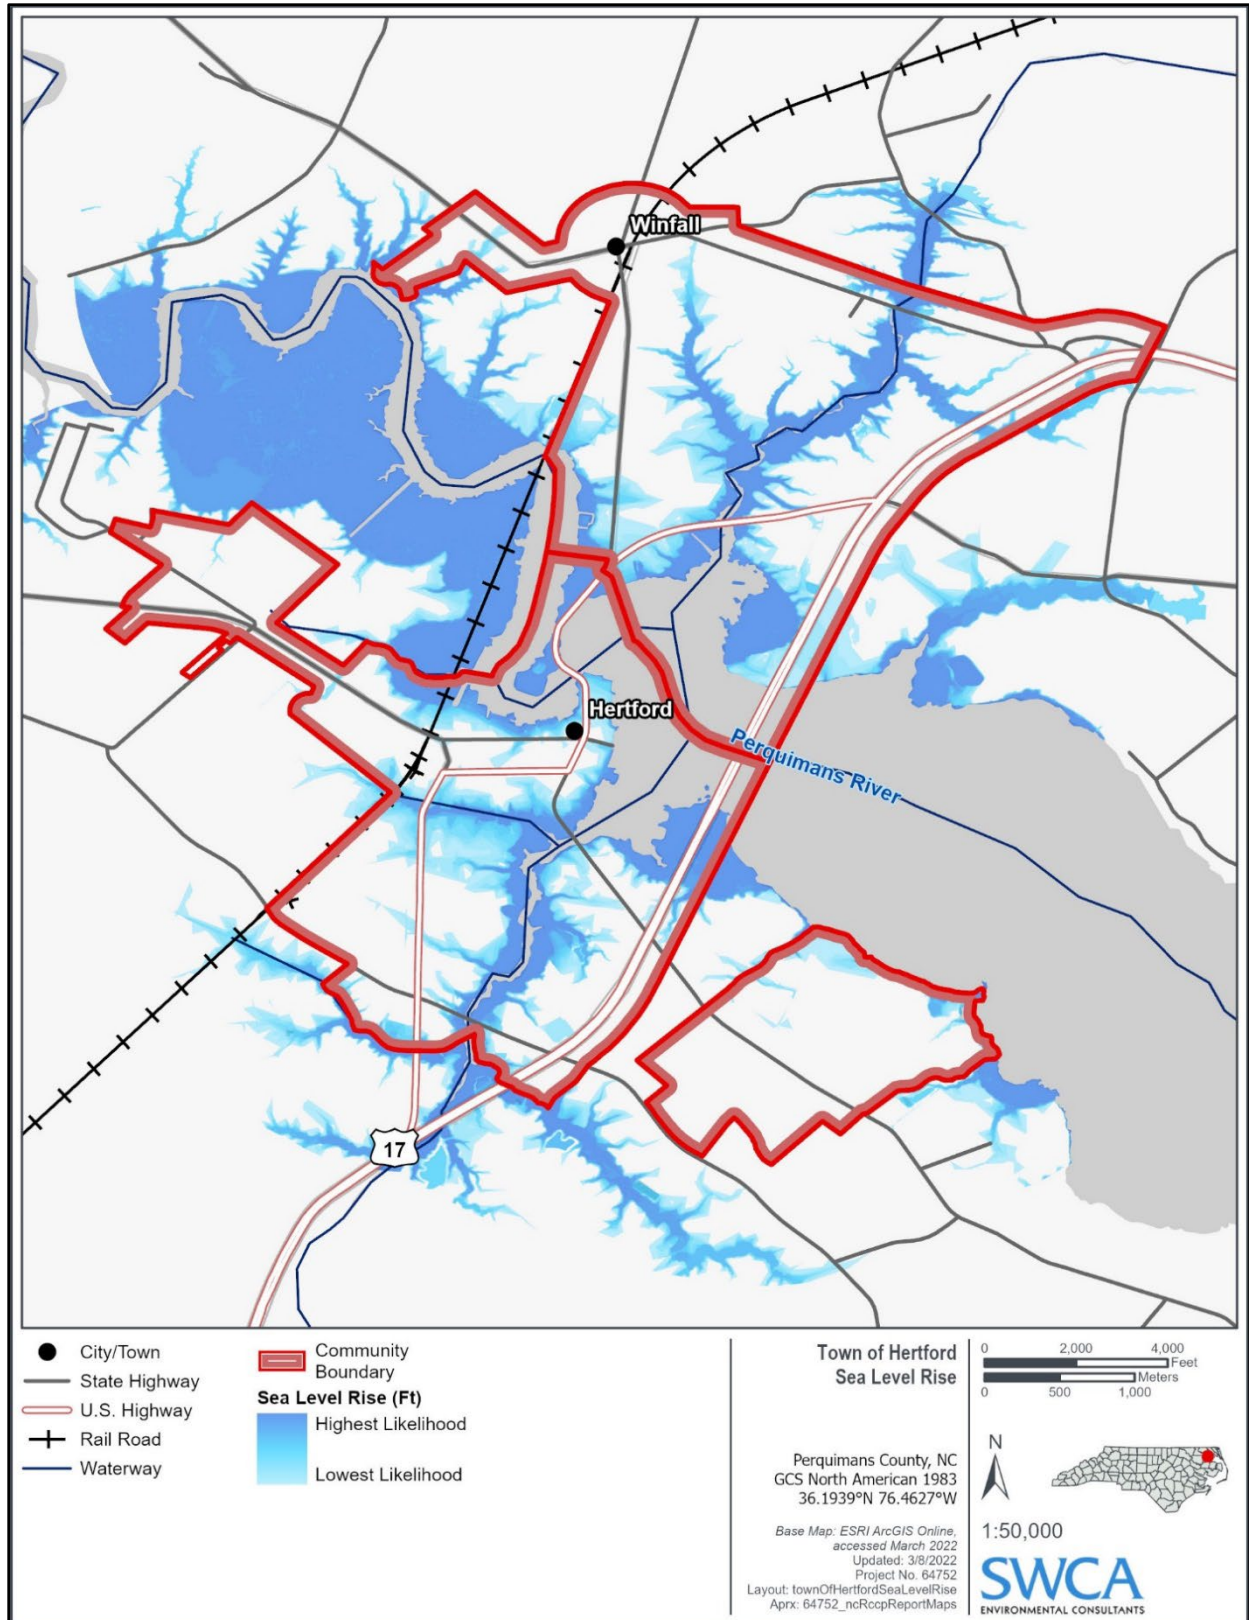 Winfall
Hertford
Perquimans River
17
City/Town
State Highway
U.S. Highway
Rail Road
Waterway
Community
Boundary
Sea Level Rise (Ft)
Highest Likelihood
Lowest Likelihood
Town of Hertford
Sea Level Rise
Perquimans County, NC
GCS North American 1983
36.1939°N 76.4627°W
Base Map: ESRI ArcGIS Online,
accessed March 2022
Updated: 3/8/2022
Project No. 64752
Layout: townOfHertfordSeaLevelRise
Aprx: 64752_ncRccpReportMaps
0 2,000 4,000
Feet
Meters
0 500 1,000
N
1:50,000
SWCA
ENVIRONMENTAL CONSULTANTS